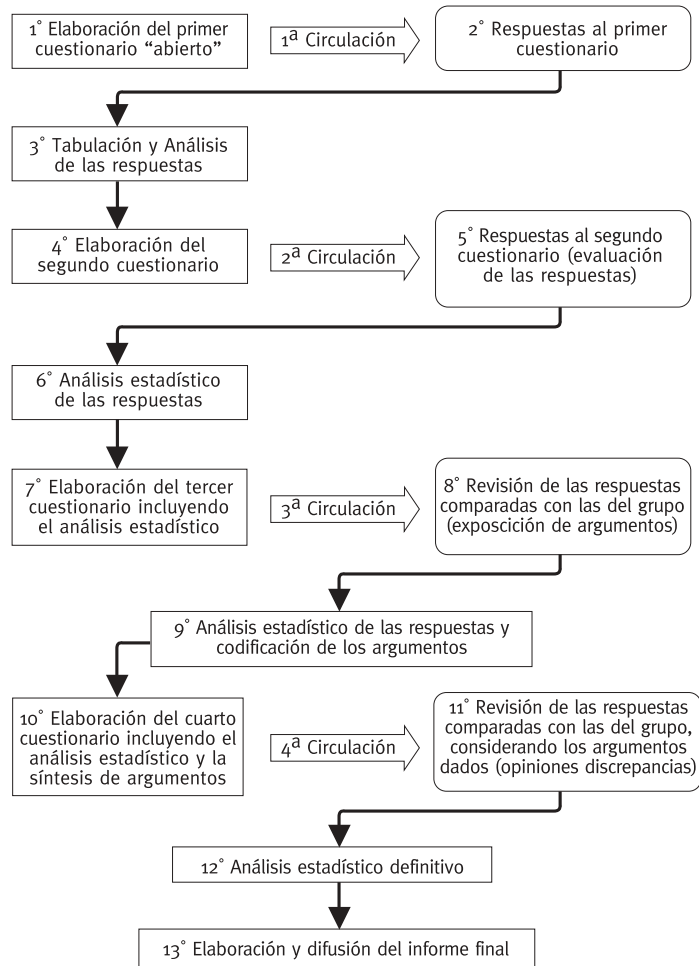 1° Elaboración del primer
cuestionario “abierto”
1ª Circulación
2° Respuestas al primer
cuestionario
3° Tabulación y Análisis
de las respuestas
4° Elaboración del
segundo cuestionario
2ª Circulación
5° Respuestas al segundo
cuestionario (evaluación
de las respuestas)
6° Análisis estadístico
de las respuestas
7° Elaboración del tercer
cuestionario incluyendo
el análisis estadístico
3ª Circulación
8° Revisión de las respuestas
comparadas con las del grupo
(exposcición de argumentos)
9° Análisis estadístico de las respuestas y
codificación de los argumentos
10° Elaboración del cuarto
cuestionario incluyendo el
análisis estadístico y la
síntesis de argumentos
4ª Circulación
11° Revisión de las respuestas
comparadas con las del grupo,
considerando los argumentos
dados (opiniones discrepancias)
12° Análisis estadístico definitivo
13° Elaboración y difusión del informe final